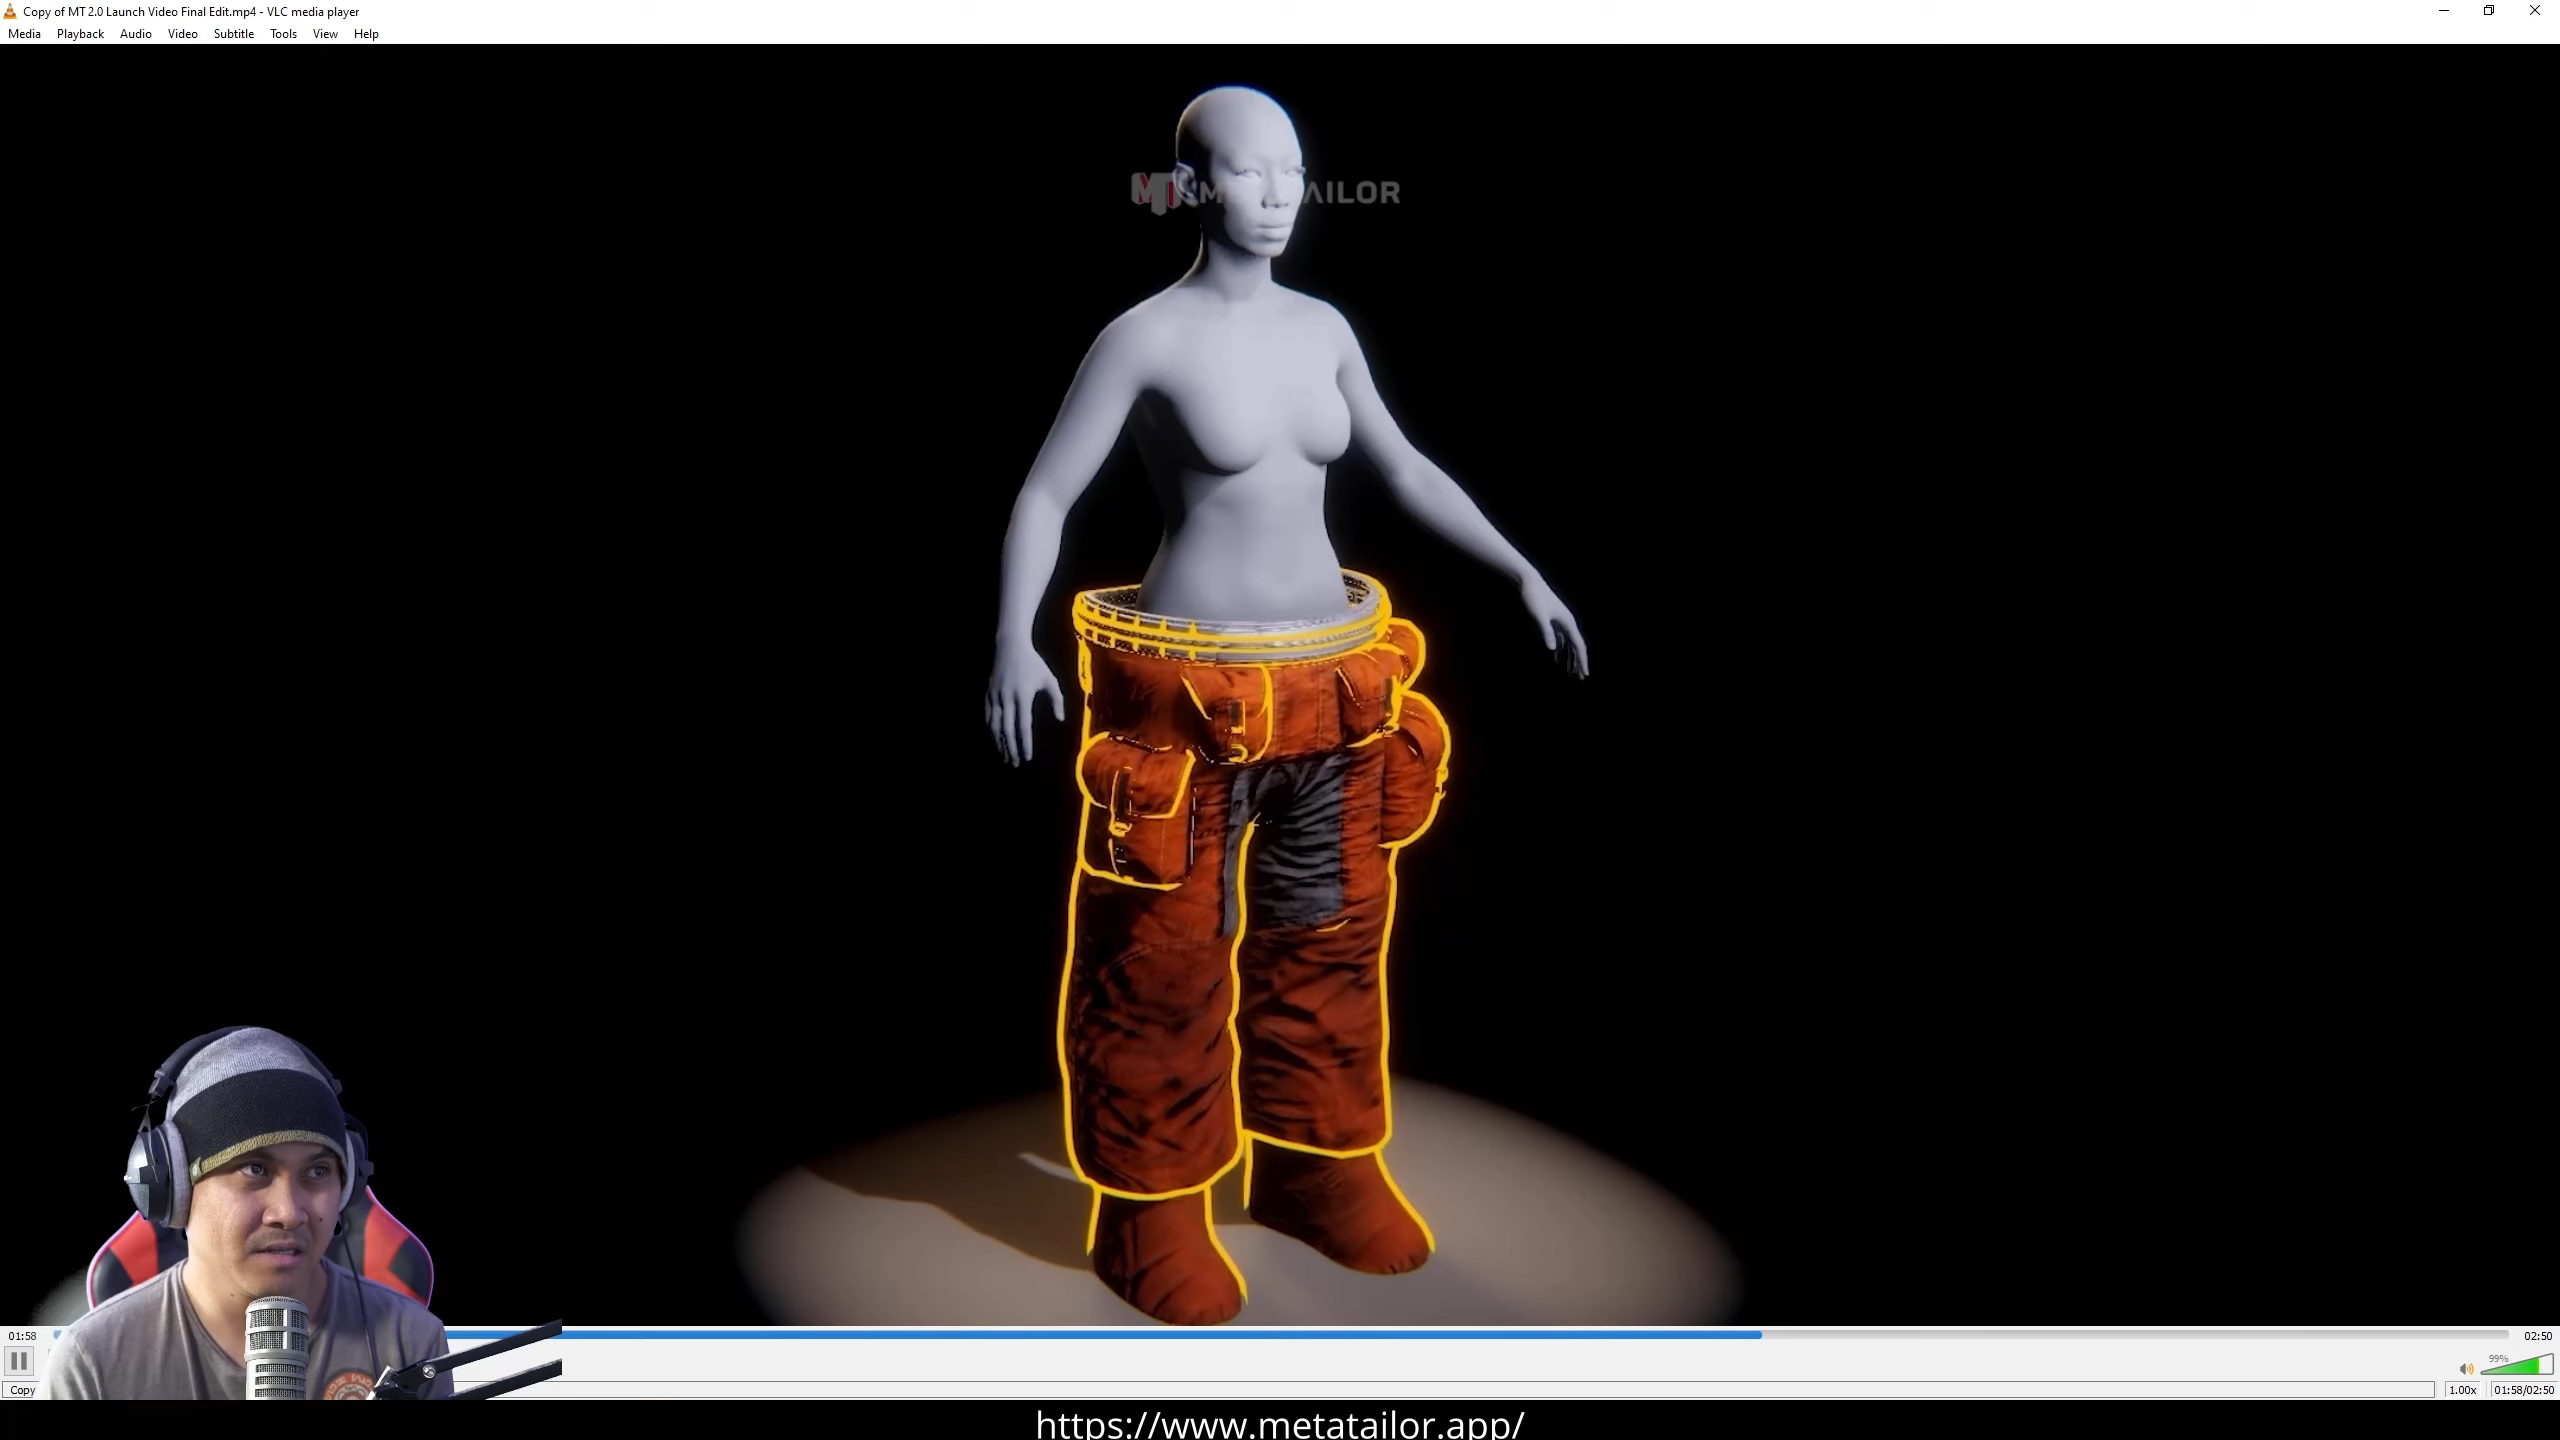 Copy of MT 2.0 Launch Video Final Edit.mp4 - VLC media player
Media Playback Audio Video Subtitle Tools View Help
METATAILOR
01:58
02:50
99%
Copy
1.00x
01:58/02:50
https://www.metatailor.app/